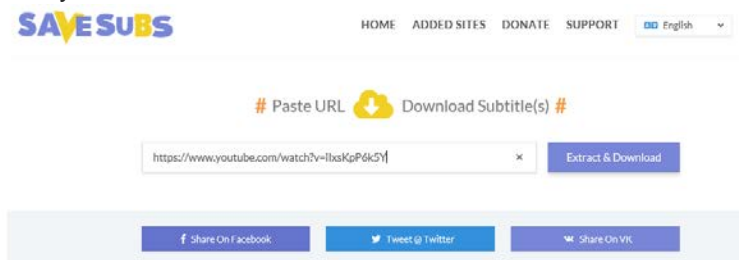 SAVESUBS HOME ADDED SITES DONATE SUPPORT English
# Paste URL Download Subtitle(s) #
https://www.youtube.com/watch?v=IIxsKpP6k5Y × Extract & Download
f Share On Facebook Tweet @ Twitter Share On VK